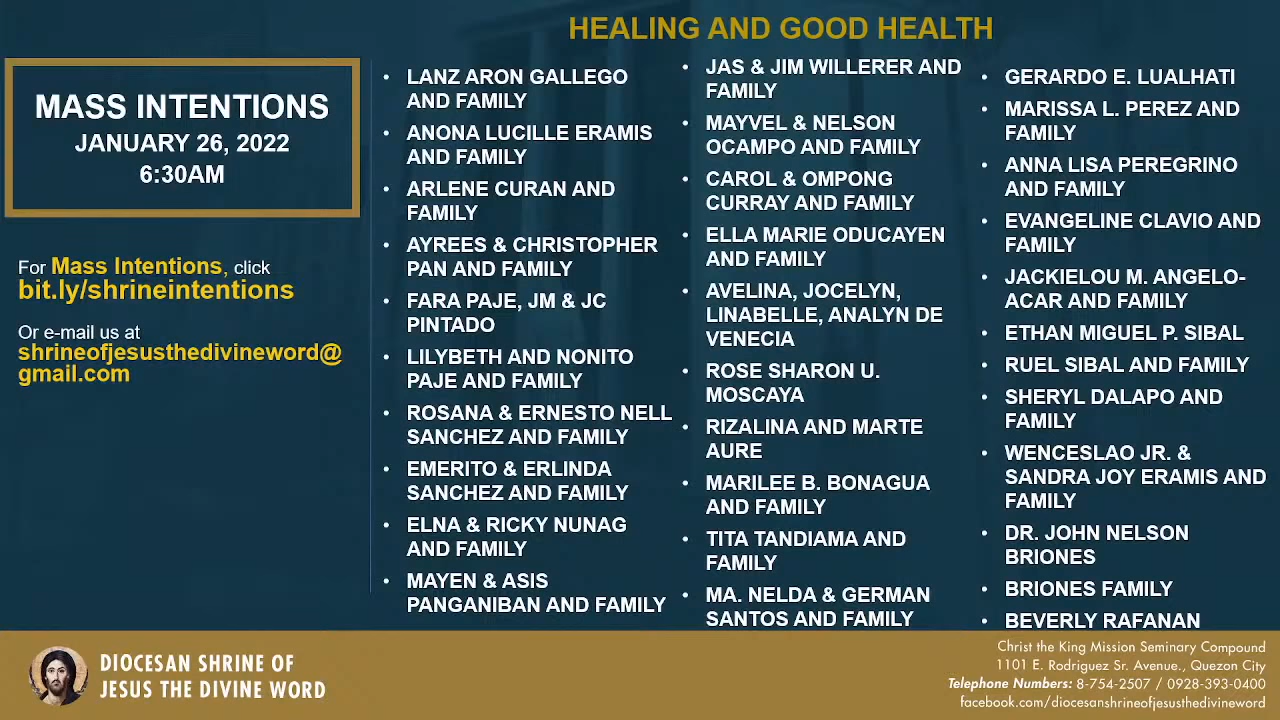 HEALING AND GOOD HEALTH
MASS INTENTIONS
JANUARY 26, 2022
6:30AM
For Mass Intentions, click
bit.ly/shrineintentions
Or e-mail us at
shrineofjesusthedivineword@
gmail.com
• LANZ ARON GALLEGO
AND FAMILY
• ANONA LUCILLE ERAMIS
AND FAMILY
• ARLENE CURAN AND
FAMILY
• AYREES & CHRISTOPHER
PAN AND FAMILY
• FARA PAJE, JM & JC
PINTADO
• LILYBETH AND NONITO
PAJE AND FAMILY
• ROSANA & ERNESTO NELL
SANCHEZ AND FAMILY
• EMERITO & ERLINDA
SANCHEZ AND FAMILY
• ELNA & RICKY NUNAG
AND FAMILY
• MAYEN & ASIS
PANGANIBAN AND FAMILY
• JAS & JIM WILLERER AND
FAMILY
• MAYVEL & NELSON
OCAMPO AND FAMILY
• CAROL & OMPONG
CURRAY AND FAMILY
• ELLA MARIE ODUCAYEN
AND FAMILY
• AVELINA, JOCELYN,
LINABELLE, ANALYN DE
VENECIA
• ROSE SHARON U.
MOSCAYA
• RIZALINA AND MARTE
AURE
• MARILEE B. BONAGUA
AND FAMILY
• TITA TANDIAMA AND
FAMILY
• MA. NELDA & GERMAN
SANTOS AND FAMILY
• GERARDO E. LUALHATI
• MARISSA L. PEREZ AND
FAMILY
• ANNA LISA PEREGRINO
AND FAMILY
• EVANGELINE CLAVIO AND
FAMILY
• JACKIELOU M. ANGELO-
ACAR AND FAMILY
• ETHAN MIGUEL P. SIBAL
• RUEL SIBAL AND FAMILY
• SHERYL DALAPO AND
FAMILY
• WENCESLAO JR. &
SANDRA JOY ERAMIS AND
FAMILY
• DR. JOHN NELSON
BRIONES
• BRIONES FAMILY
• BEVERLY RAFANAN
DIOCESAN SHRINE OF
JESUS THE DIVINE WORD
Christ the King Mission Seminary Compound
1101 E. Rodriguez Sr. Avenue., Quezon City
Telephone Numbers: 8-754-2507 / 0928-393-0400
facebook.com/diocesanshrineofjesusthedivineword